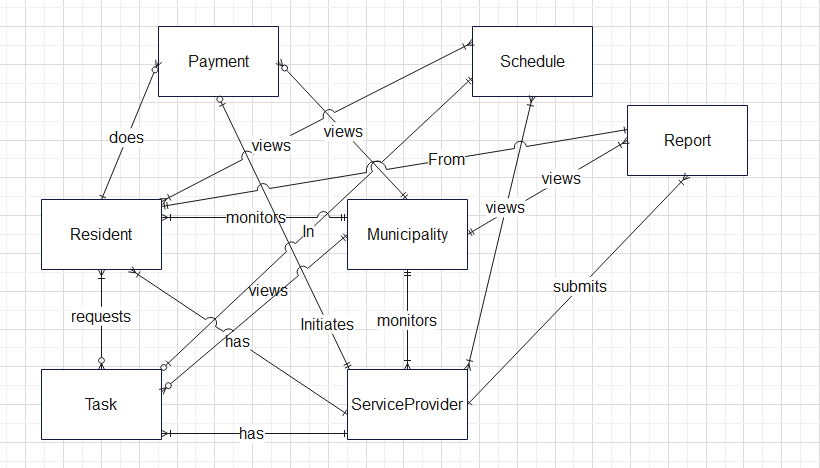 Payment
Schedule
does
views
views
Report
From
views
Resident
monitors
In
Municipality
views
views
submits
requests
Initiates
monitors
has
Task
ServiceProvider
has